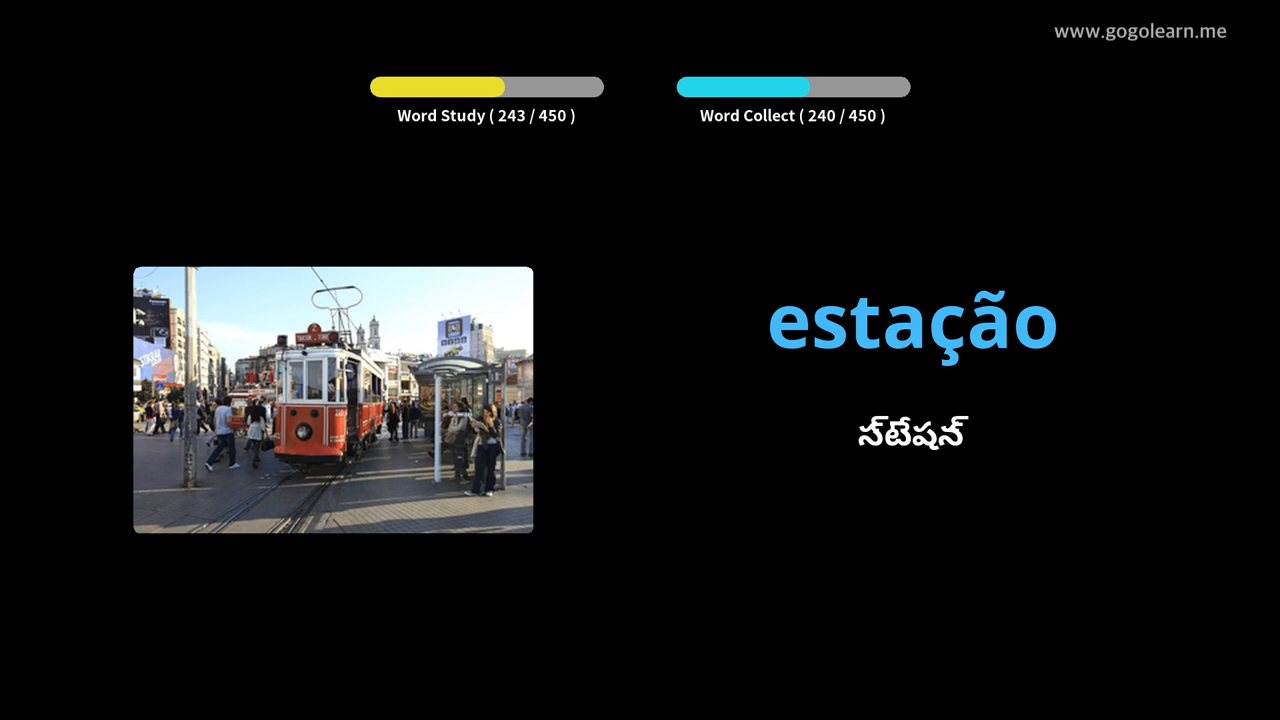 www.gogolearn.me
Word Study ( 243 / 450 )
Word Collect ( 240 / 450 )
estação
స్‌టేషన్